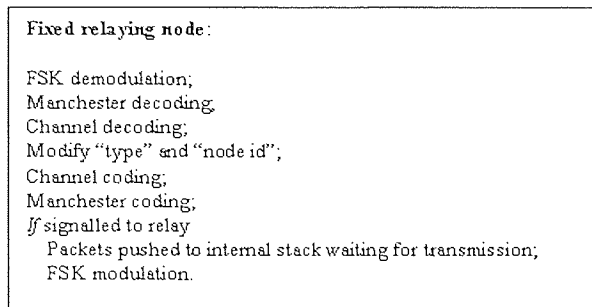 Fixed relaying node:
FSK demodulation;
Manchester decoding;
Channel decoding;
Modify “type” and “node id”;
Channel coding;
Manchester coding;
If signalled to relay
Packets pushed to internal stack waiting for transmission;
FSK modulation.